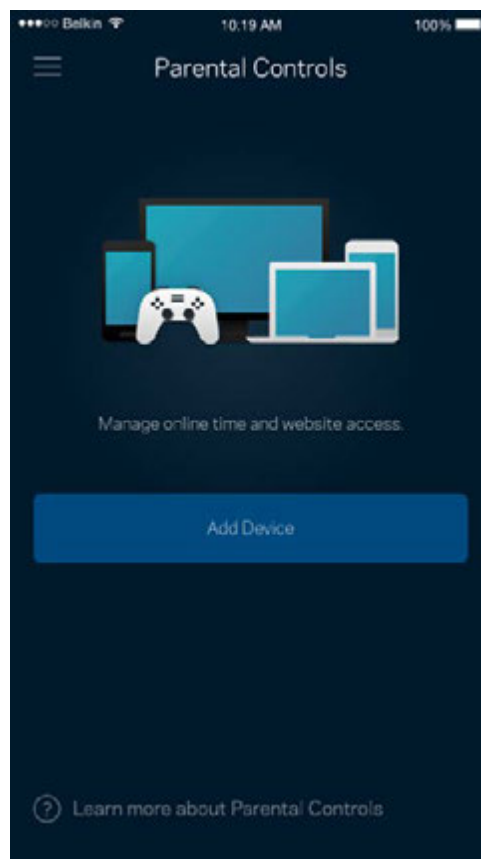 Belkin 10:19 AM 100%
Parental Controls
Manage online time and website access.
Add Device
? Learn more about Parental Controls